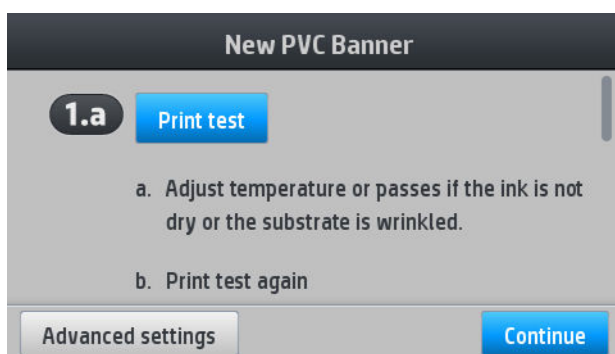 New PVC Banner
1.a
Print test
a. Adjust temperature or passes if the ink is not
dry or the substrate is wrinkled.
b. Print test again
Advanced settings
Continue